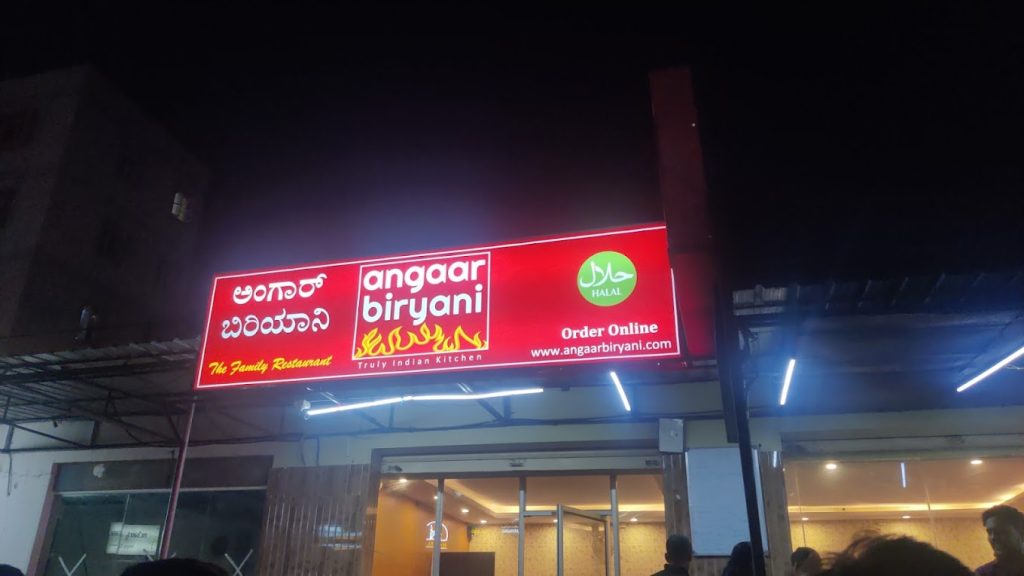 ಅಂಗಾರ್
ಬಿರಿಯಾನಿ
The Family Restaurant
angaar
biryani
Truly Indian Kitchen
حلال
HALAL
Order Online
www.angaarbiryani.com